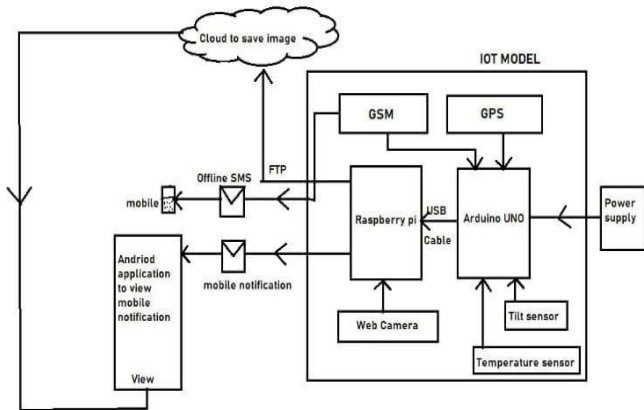 Cloud to save image
IOT MODEL
GSM
GPS
FTP
Offline SMS
mobile
Raspberry pi
USB
Cable
Arduino UNO
Power
supply
Andriod
application
to view
mobile
notification
View
mobile notification
Web Camera
Tilt sensor
Temperature sensor